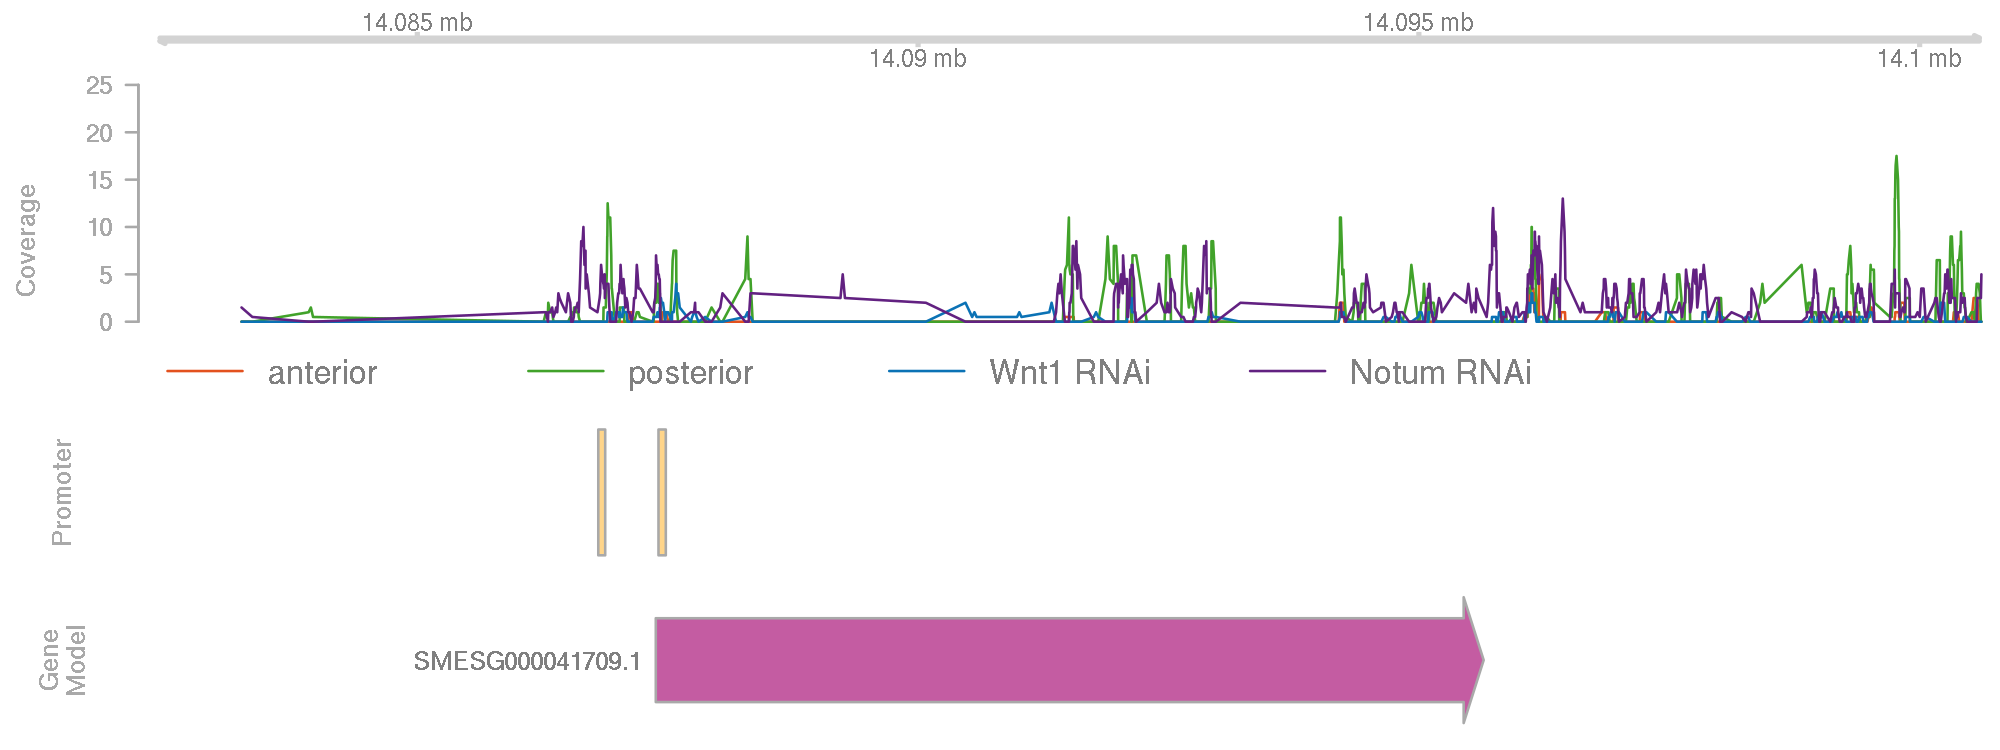 14.085 mb
14.095 mb
14.09 mb
14.1 mb
25
20
15
10
5
0
Coverage
anterior
posterior
Wnt1 RNAi
Notum RNAi
Promoter
Gene
Model
SMESG000041709.1